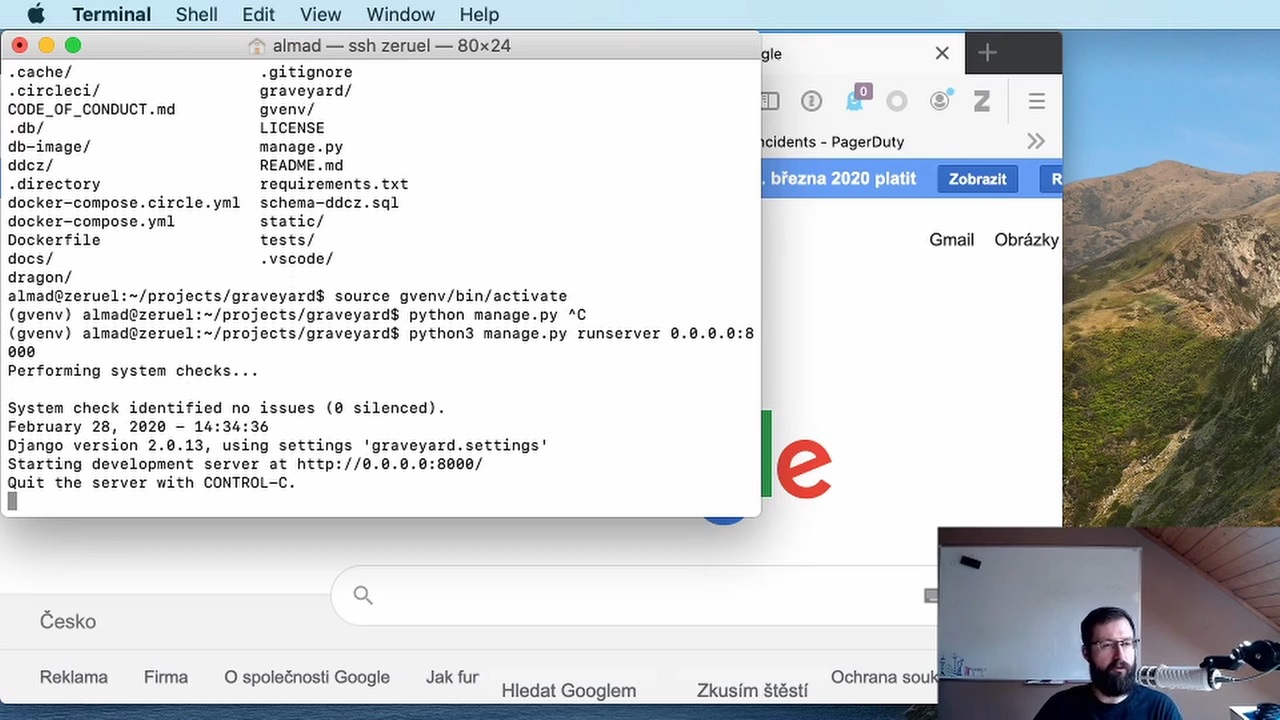 Terminal Shell Edit View Window Help
almad — ssh zeruel — 80×24
.cache/ .gitignore
.circleci/ graveyard/
CODE_OF_CONDUCT.md gvenv/
.db/ LICENSE
db-image/ manage.py
ddcz/ README.md
.directory requirements.txt
docker-compose.circle.yml schema-ddcz.sql
docker-compose.yml static/
Dockerfile tests/
docs/ .vscode/
dragon/
almad@zeruel:~/projects/graveyard$ source gvenv/bin/activate
(gvenv) almad@zeruel:~/projects/graveyard$ python manage.py ^C
(gvenv) almad@zeruel:~/projects/graveyard$ python3 manage.py runserver 0.0.0.0:8
000
Performing system checks...
System check identified no issues (0 silenced).
February 28, 2020 - 14:34:36
Django version 2.0.13, using settings 'graveyard.settings'
Starting development server at http://0.0.0.0:8000/
Quit the server with CONTROL-C.
gle
0
Z
ncidents - PagerDuty
. března 2020 platit Zobrazit R
Gmail Obrázky
e
Česko
Reklama Firma O společnosti Google Jak fur
Hledat Googlem Zkusím štěstí
Ochrana souk